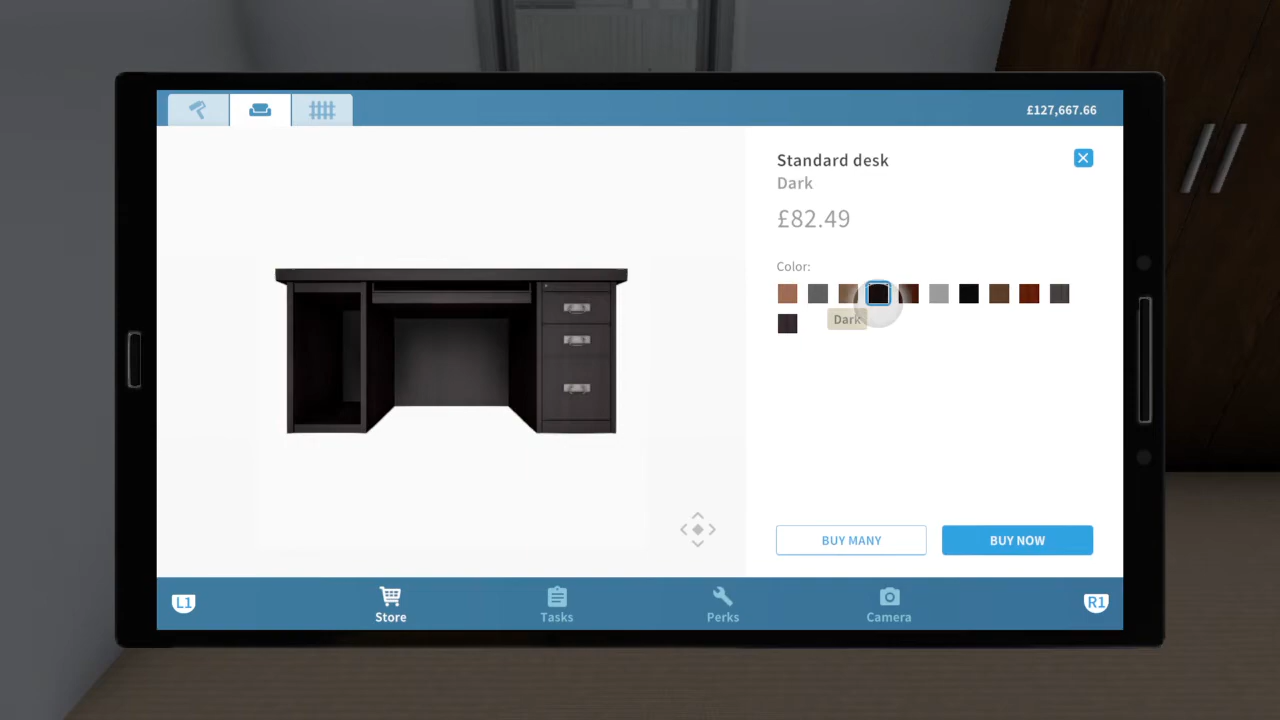 £127,667.66
Standard desk
Dark
£82.49
Color:
Dark
BUY MANY
BUY NOW
L1
Store
Tasks
Perks
Camera
R1